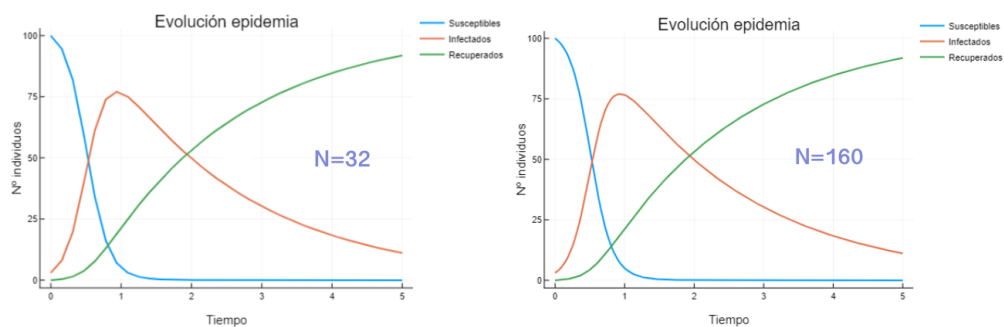 Evolución epidemia
Susceptibles
Infectados
Recuperados
100
75
50
25
0
Nº individuos
N=32
0
1
2
3
4
5
Tiempo
Evolución epidemia
Susceptibles
Infectados
Recuperados
100
75
50
25
0
Nº individuos
N=160
0
1
2
3
4
5
Tiempo